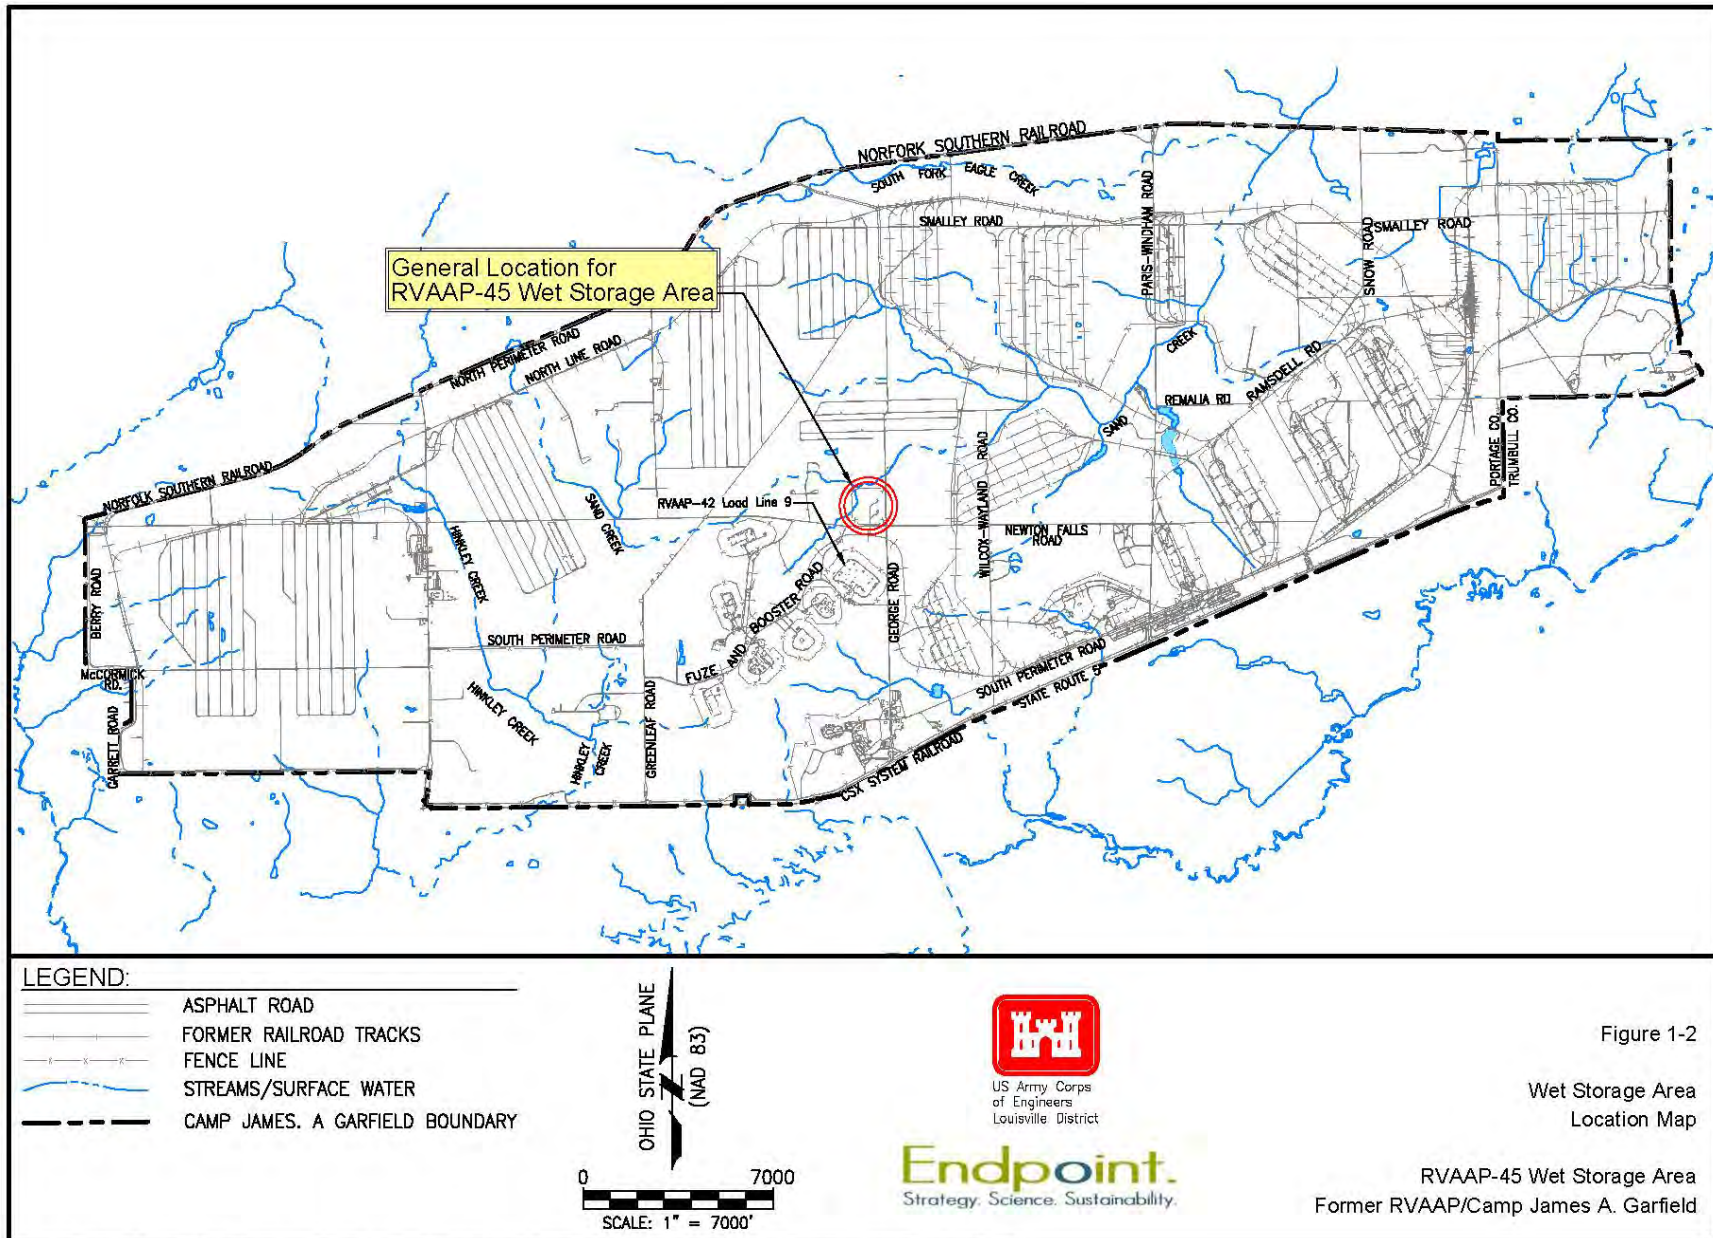 NORFORK SOUTHERN RAILROAD
SOUTH FORK EAGLE CREEK
SMALLEY ROAD
PARIS-WINDHAM ROAD
SNOW ROAD
SMALLEY ROAD
General Location for
RVAAP-45 Wet Storage Area
NORTH PERIMETER ROAD
NORTH LINE ROAD
SAND CREEK
REMALIA RD
RAMSDELL RD
PORTAGE CO.
TRUMBULL CO.
NORFOLK SOUTHERN RAILROAD
SAND CREEK
RVAAP-42 Load Line 9
WILCOX-WAYLAND ROAD
NEWTON FALLS
ROAD
HINKLEY CREEK
BERRY ROAD
SOUTH PERIMETER ROAD
FUZE AND BOOSTER ROAD
GEORGE ROAD
McCORMICK
RD.
GARRETT ROAD
HINKLEY CREEK
HINKLEY
CREEK
GREENLEAF ROAD
SOUTH PERIMETER ROAD
STATE ROUTE 5
CSX SYSTEM RAILROAD
LEGEND:
ASPHALT ROAD
FORMER RAILROAD TRACKS
FENCE LINE
STREAMS/SURFACE WATER
CAMP JAMES. A GARFIELD BOUNDARY
OHIO STATE PLANE
(NAD 83)
N
0 7000
SCALE: 1" = 7000'
US Army Corps
of Engineers
Louisville District
Endpoint.
Strategy. Science. Sustainability.
Figure 1-2
Wet Storage Area
Location Map
RVAAP-45 Wet Storage Area
Former RVAAP/Camp James A. Garfield